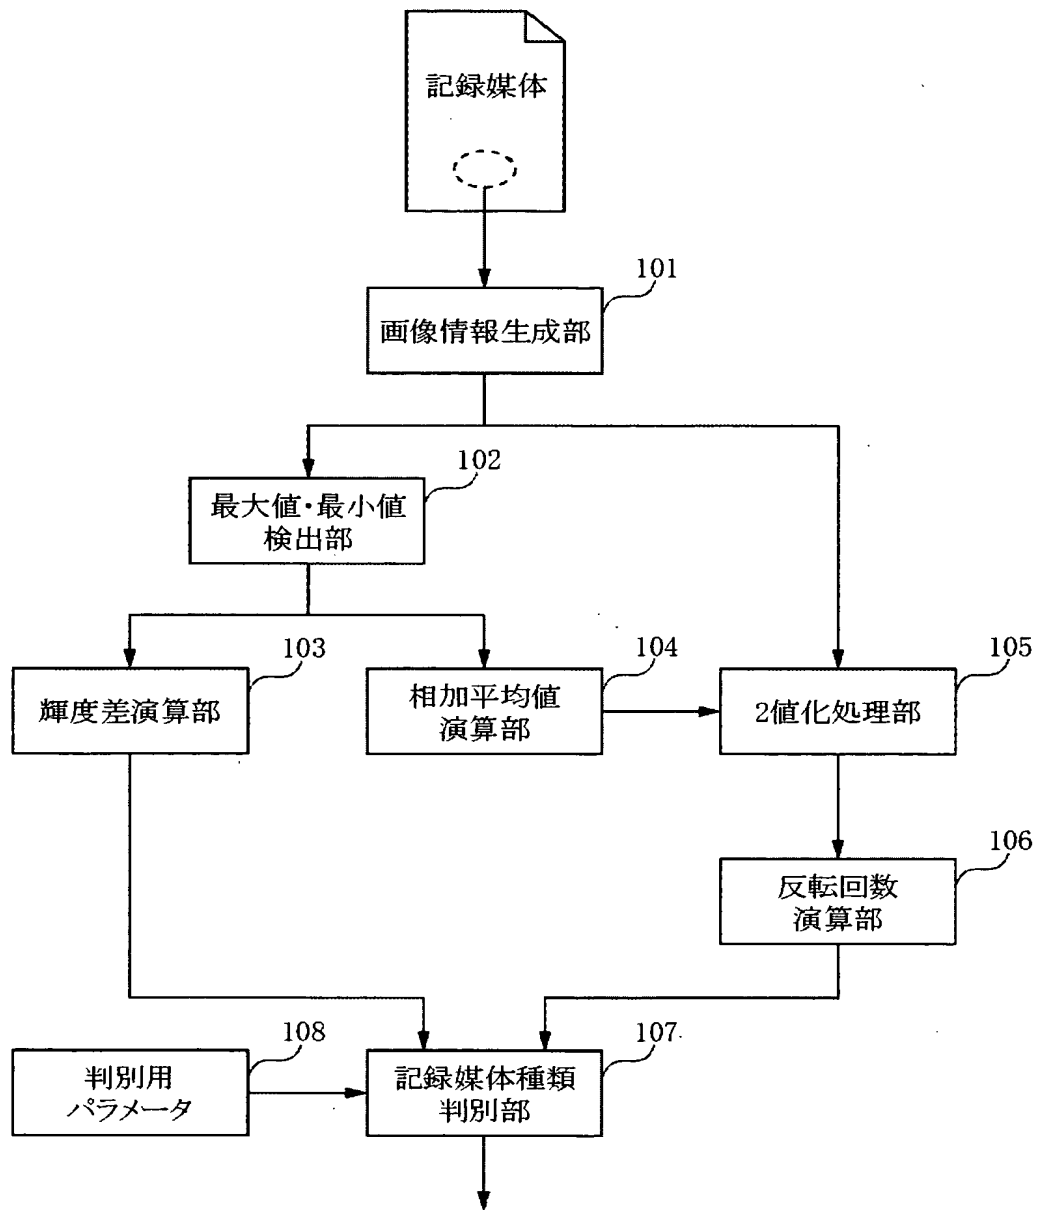 記録媒体
101
画像情報生成部
102
最大値・最小値
検出部
103
輝度差演算部
104
相加平均値
演算部
105
2値化処理部
106
反転回数
演算部
108
判別用
パラメータ
107
記録媒体種類
判別部